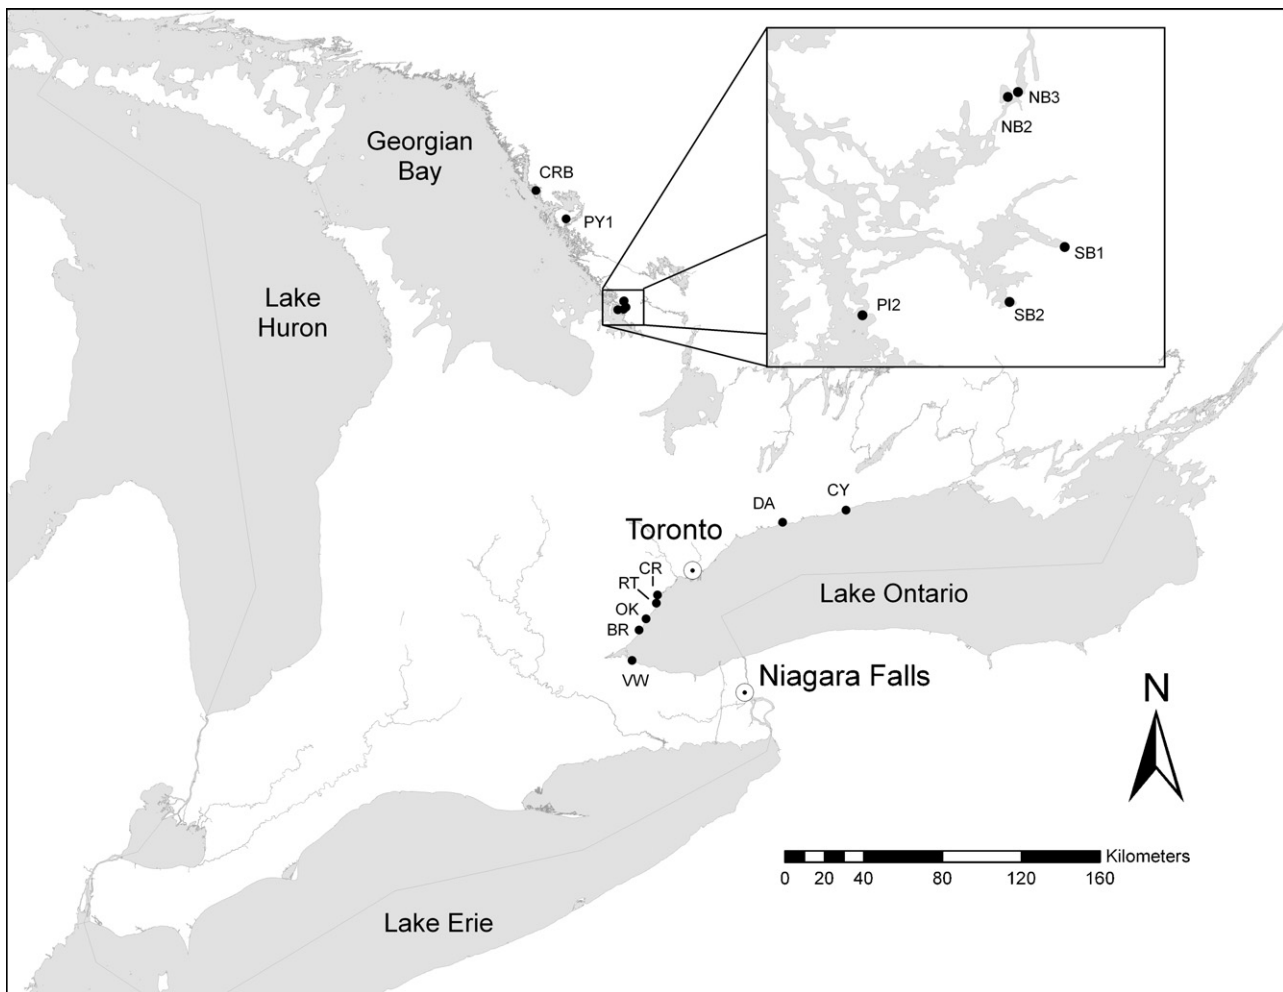 NB3
NB2
Georgian
Bay
CRB
PY1
SB1
Lake
Huron
PI2
SB2
CY
DA
Toronto
CR
RT
Lake Ontario
OK
BR
VW
Niagara Falls
N
Kilometers
0 20 40 80 120 160
Lake Erie